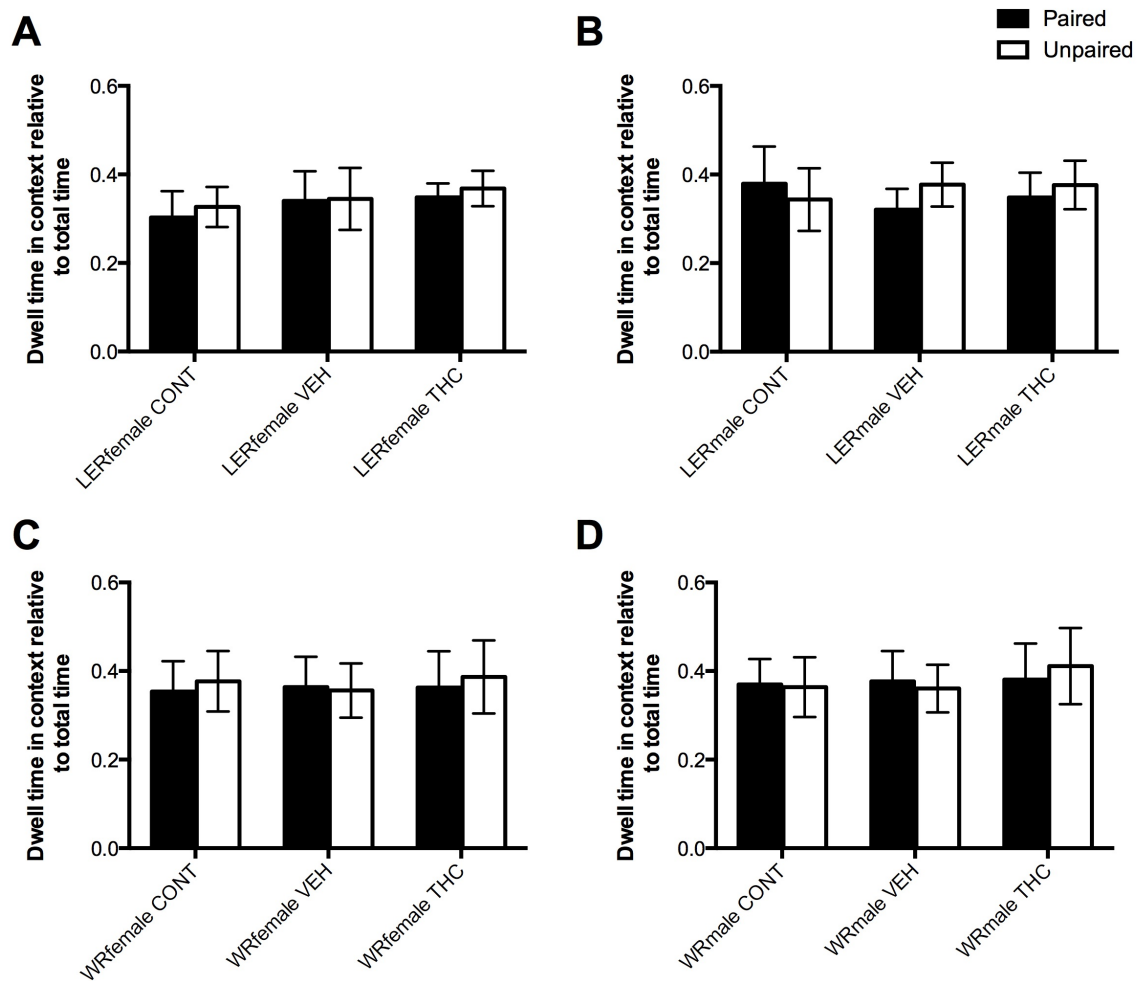 A
B
Paired
Unpaired
Dwell time in context relative
to total time
0.6
0.4
0.2
0.0
LERfemale CONT
LERfemale VEH
LERfemale THC
Dwell time in context relative
to total time
0.6
0.4
0.2
0.0
LERmale CONT
LERmale VEH
LERmale THC
C
D
Dwell time in context relative
to total time
0.6
0.4
0.2
0.0
WRfemale CONT
WRfemale VEH
WRfemale THC
Dwell time in context relative
to total time
0.6
0.4
0.2
0.0
WRmale CONT
WRmale VEH
WRmale THC